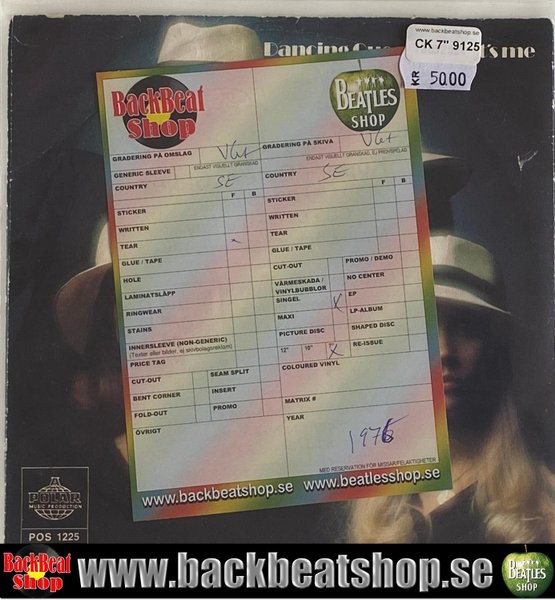 www.backbeatshop.se
CK 7" 9125
KR 5000
Dancing
't's me
BackBeat
Shop
BEATLES
SHOP
GRADERING PÅ OMSLAG VG+
GRADERING PÅ SKIVA VG+
ENDAST VISUELLT GRANSKAD
ENDAST VISUELLT GRANSKAD, EJ PROVSPELAD
GENERIC SLEEVE
COUNTRY SE
COUNTRY SE
F B
F B
STICKER
STICKER
WRITTEN
WRITTEN
TEAR x
TEAR
GLUE / TAPE
GLUE / TAPE
HOLE
CUT-OUT
PROMO / DEMO
LAMINATSLÄPP
VÄRMESKADA /
VINYLBUBBLOR
NO CENTER
RINGWEAR
SINGEL X
EP
STAINS
MAXI
LP-ALBUM
INNERSLEEVE (NON-GENERIC)
(Texter eller bilder, ej skivbolagsreklam)
PICTURE DISC
SHAPED DISC
PRICE TAG
12" 10" 7" X
RE-ISSUE
CUT-OUT
SEAM SPLIT
COLOURED VINYL
BENT CORNER
INSERT
FOLD-OUT
PROMO
MATRIX #
ÖVRIGT
YEAR
1976
MED RESERVATION FÖR MISSAR/FELAKTIGHETER
www.backbeatshop.se www.beatlesshop.se
POLAR
MUSIC PRODUCTION
POS 1225
BackBeat
Shop
www.backbeatshop.se
BEATLES
SHOP